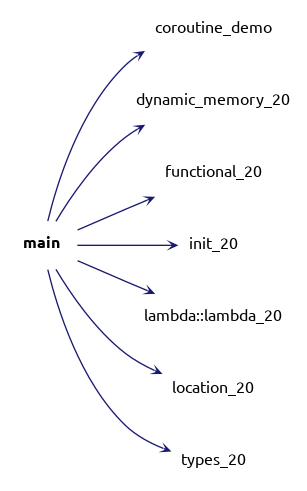 coroutine_demo
dynamic_memory_20
functional_20
main
init_20
lambda::lambda_20
location_20
types_20